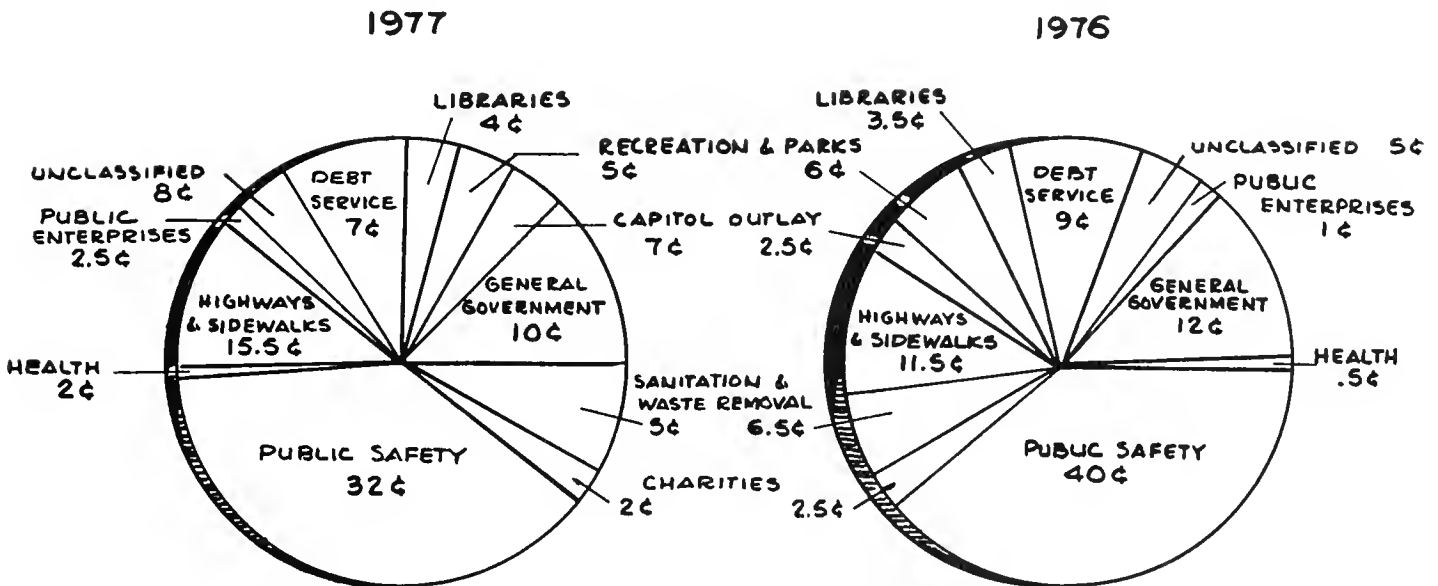 1977
1976
LIBRARIES
4¢
LIBRARIES
3.5¢
RECREATION & PARKS
5¢
6¢
UNCLASSIFIED
8¢
DEBT
SERVICE
7¢
DEBT
SERVICE
9¢
UNCLASSIFIED 5¢
PUBLIC
ENTERPRISES
2.5¢
PUBLIC
ENTERPRISES
1¢
CAPITOL OUTLAY
7¢
2.5¢
GENERAL
GOVERNMENT
10¢
GENERAL
GOVERNMENT
12¢
HIGHWAYS
& SIDEWALKS
15.5¢
HIGHWAYS
& SIDEWALKS
11.5¢
HEALTH
2¢
HEALTH
.5¢
SANITATION &
WASTE REMOVAL
5¢
6.5¢
PUBLIC SAFETY
32¢
PUBLIC SAFETY
40¢
CHARITIES
2¢
2.5¢